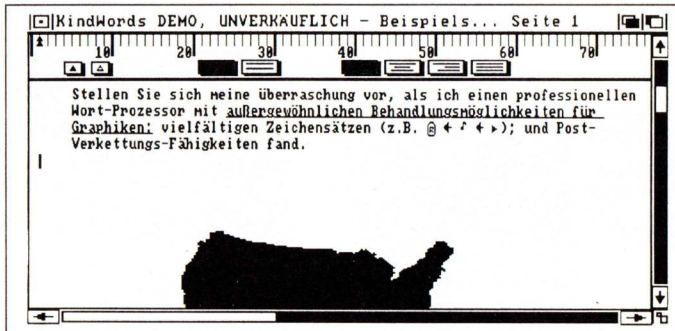 KindWords DEMO, UNVERKÄUFLICH - Beispiels... Seite 1
10 20 30 40 50 60 70
Stellen Sie sich meine überraschung vor, als ich einen professionellen
Wort-Prozessor mit außergewöhnlichen Behandlungsmöglichkeiten für
Graphiken: vielfältigen Zeichensätzen (z.B. ← ♪ ← ▸); und Post-
Verkettungs-Fähigkeiten fand.